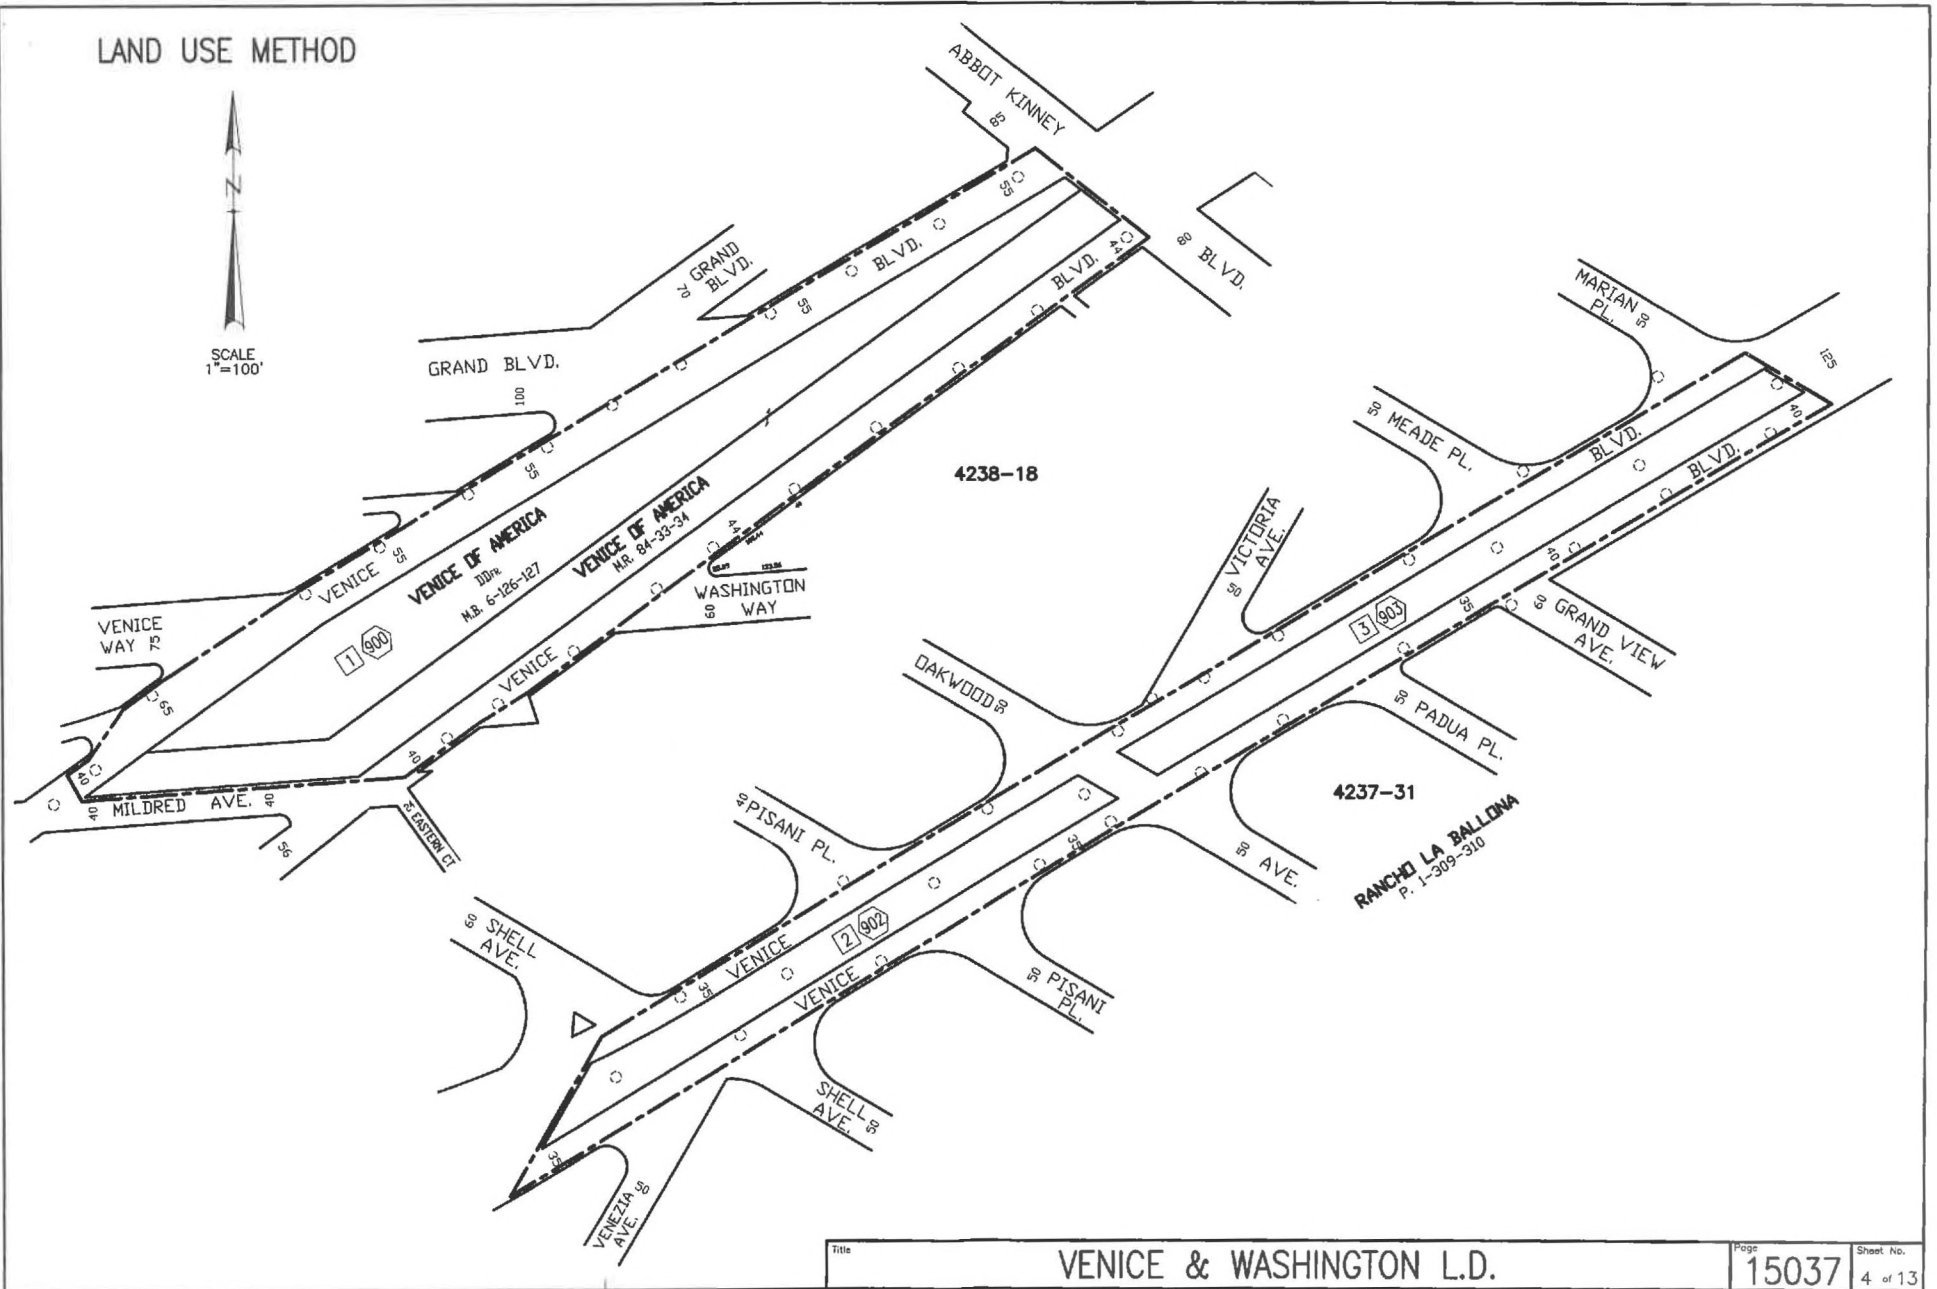 LAND USE METHOD
N
SCALE
1"=100'
ABBOT KINNEY
85
55
BLVD.
80 BLVD.
44
BLVD.
70 GRAND
BLVD.
55
GRAND BLVD.
100
55
MARIAN 50
PL.
125
50 MEADE PL.
40
BLVD.
BLVD.
4238-18
VENICE OF AMERICA
DDFR.
M.B. 6-126-127
VENICE OF AMERICA
M.R. 84-33-34
44
55
VENICE
1 900
WASHINGTON
60 WAY
VENICE
WAY 75
65
VENICE
40
40
MILDRED AVE. 40
40
56
EASTERN CT
50 VICTORIA
AVE.
40
35
3 903
60 GRAND VIEW
AVE.
OAKWOOD 50
50 PADUA PL.
4237-31
RANCHO LA BALLONA
P. 1-309-310
40 PISANI PL.
35
50 AVE.
60 SHELL
AVE.
2 902
VENICE
35
VENICE
50 PISANI
PL.
SHELL 50
AVE.
35
VENEZIA 50
AVE.
Title
VENICE & WASHINGTON L.D.
Page
15037
Sheet No.
4 of 13